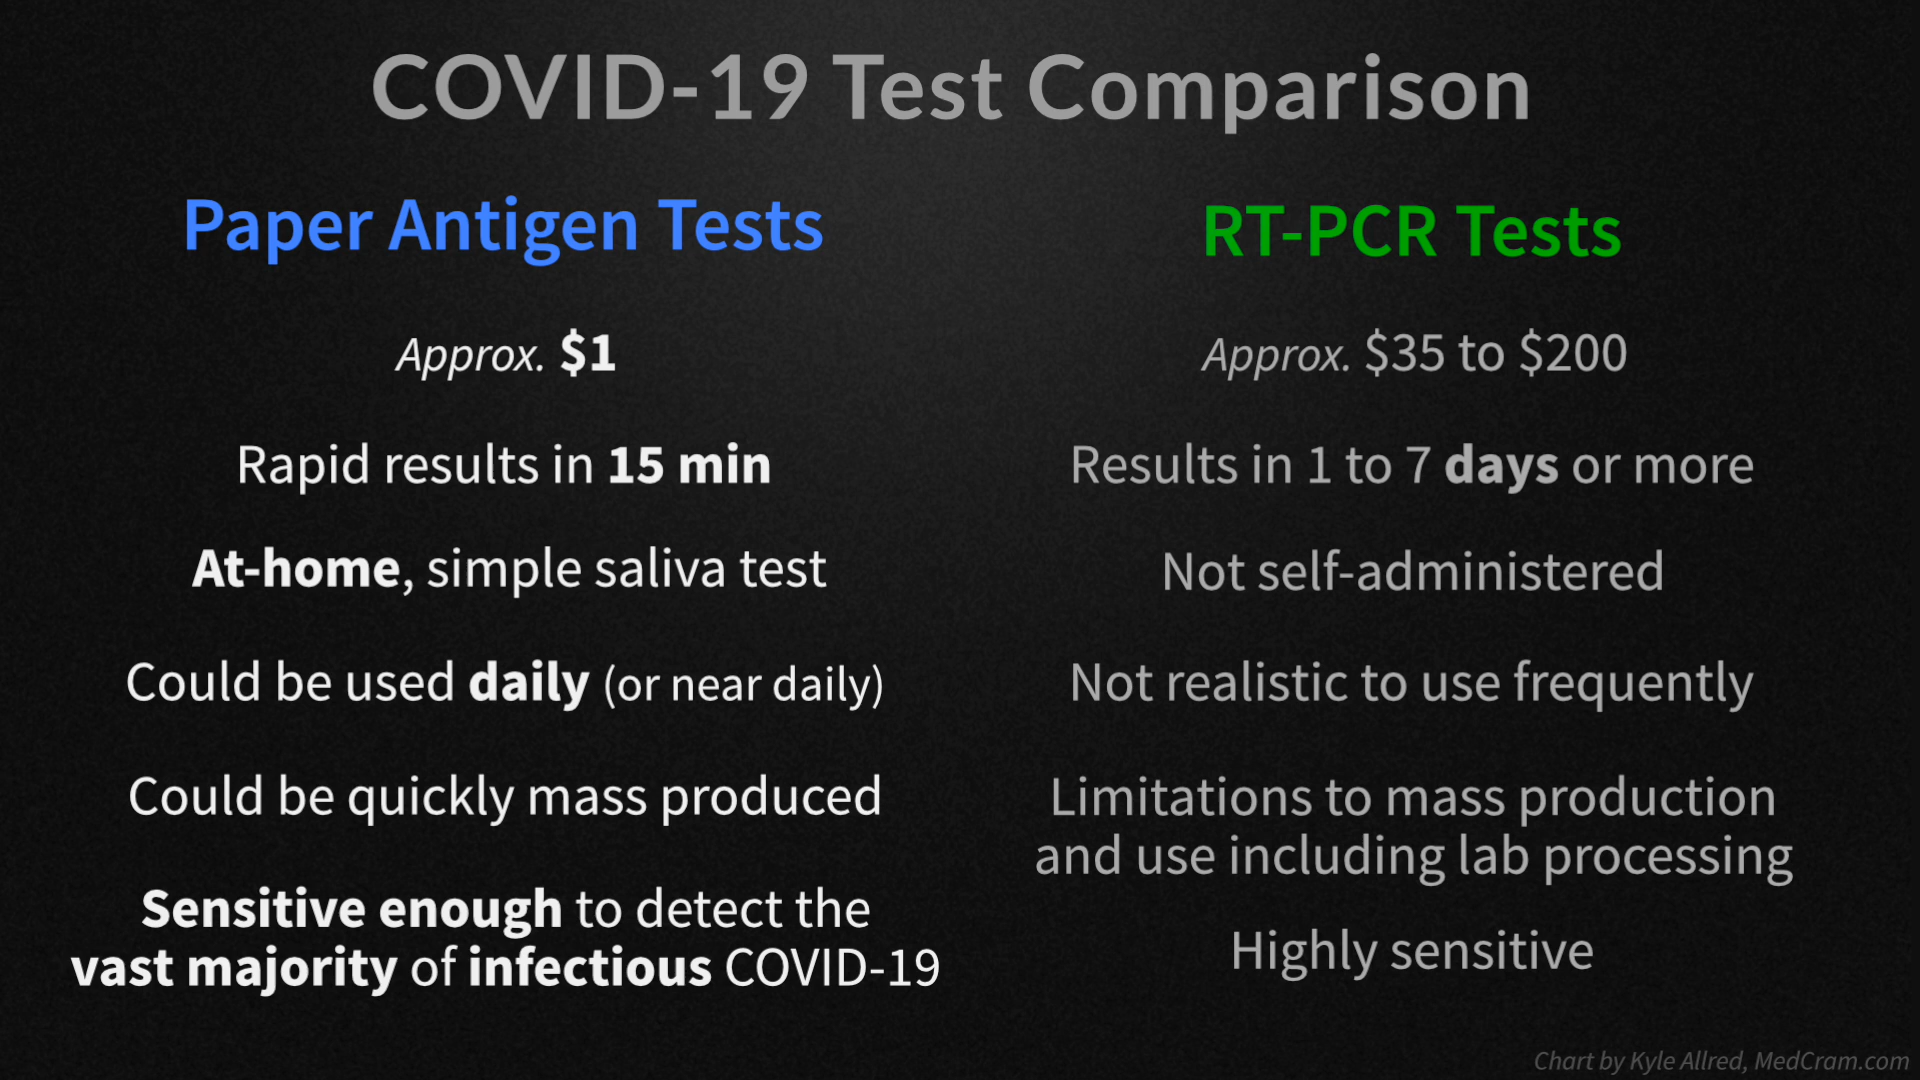 COVID-19 Test Comparison
Paper Antigen Tests
Approx. $1
Rapid results in 15 min
At-home, simple saliva test
Could be used daily (or near daily)
Could be quickly mass produced
Sensitive enough to detect the
vast majority of infectious COVID-19
RT-PCR Tests
Approx. $35 to $200
Results in 1 to 7 days or more
Not self-administered
Not realistic to use frequently
Limitations to mass production
and use including lab processing
Highly sensitive
Chart by Kyle Allred, MedCram.com